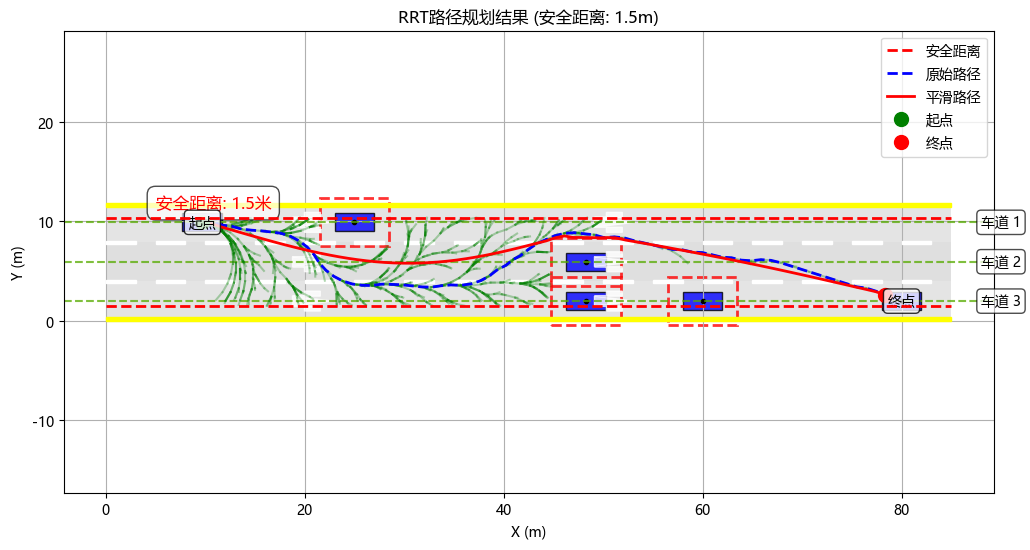 RRT路径规划结果 (安全距离: 1.5m)
安全距离
原始路径
平滑路径
起点
终点
安全距离: 1.5米
起点
车道 1
车道 2
车道 3
终点
20
10
0
-10
Y (m)
0
20
40
60
80
X (m)